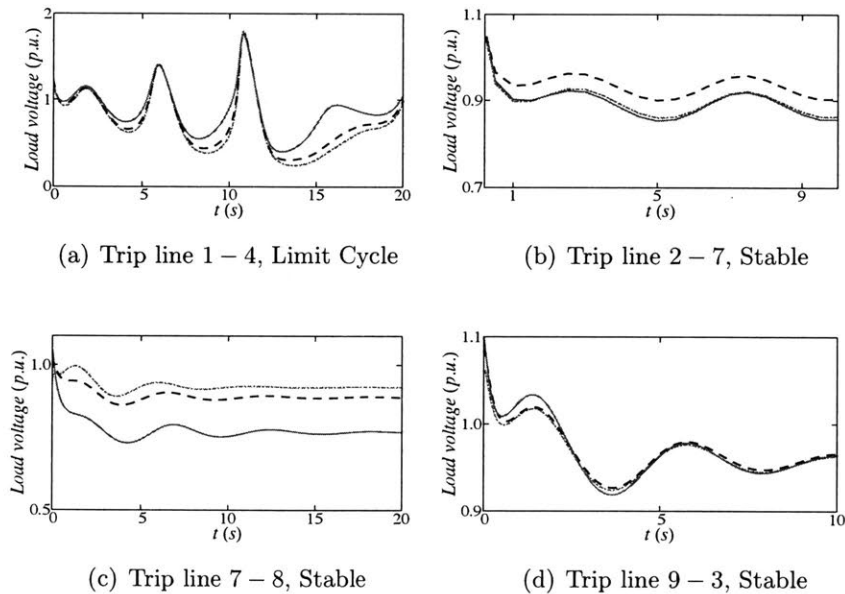 2
1
0
Load voltage (p.u.)
0 5 10 15 20
t (s)
(a) Trip line 1 – 4, Limit Cycle
1.1
0.9
0.7
Load voltage (p.u.)
1 5 9
t (s)
(b) Trip line 2 – 7, Stable
1.0
0.5
Load voltage (p.u.)
0 5 10 15 20
t (s)
(c) Trip line 7 – 8, Stable
1.1
1.0
0.9
Load voltage (p.u.)
0 5 10
t (s)
(d) Trip line 9 – 3, Stable